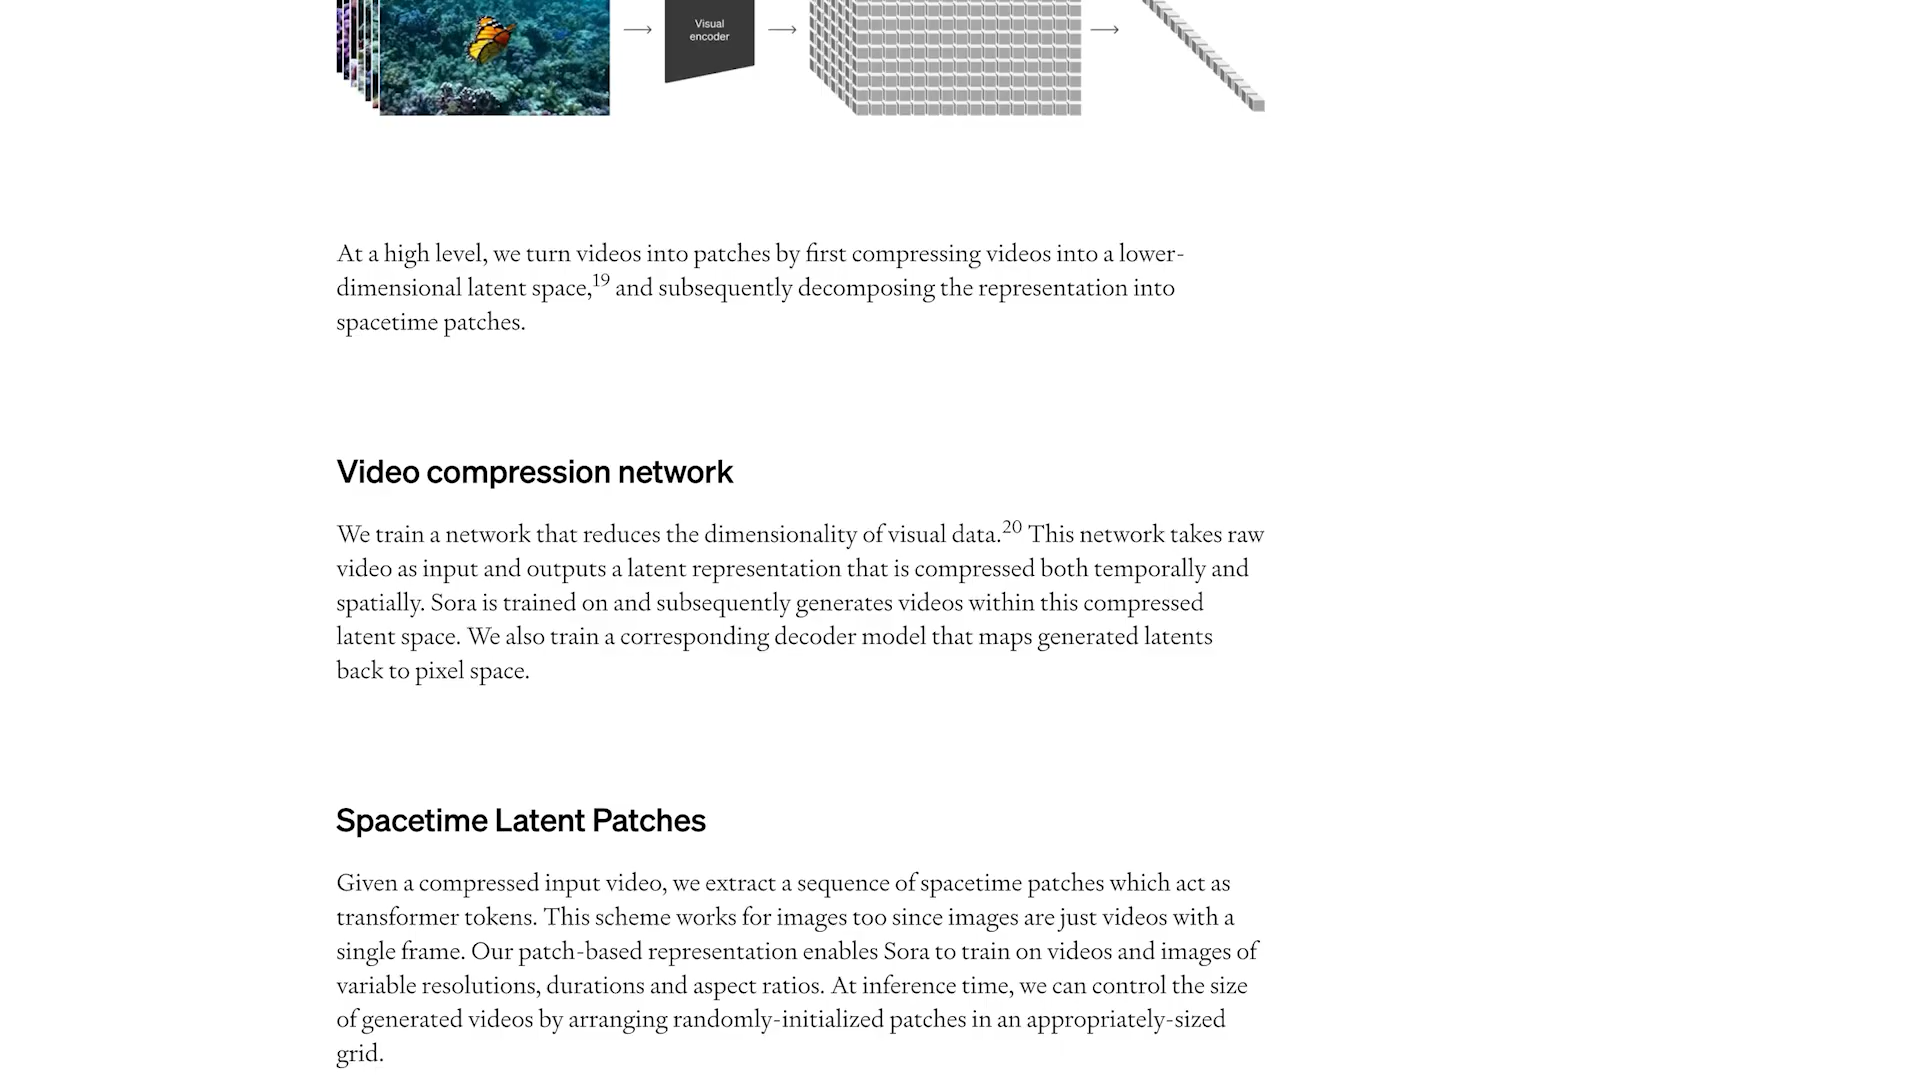 Visual
encoder
At a high level, we turn videos into patches by first compressing videos into a lower-
dimensional latent space,19 and subsequently decomposing the representation into
spacetime patches.
Video compression network
We train a network that reduces the dimensionality of visual data.20 This network takes raw
video as input and outputs a latent representation that is compressed both temporally and
spatially. Sora is trained on and subsequently generates videos within this compressed
latent space. We also train a corresponding decoder model that maps generated latents
back to pixel space.
Spacetime Latent Patches
Given a compressed input video, we extract a sequence of spacetime patches which act as
transformer tokens. This scheme works for images too since images are just videos with a
single frame. Our patch-based representation enables Sora to train on videos and images of
variable resolutions, durations and aspect ratios. At inference time, we can control the size
of generated videos by arranging randomly-initialized patches in an appropriately-sized
grid.